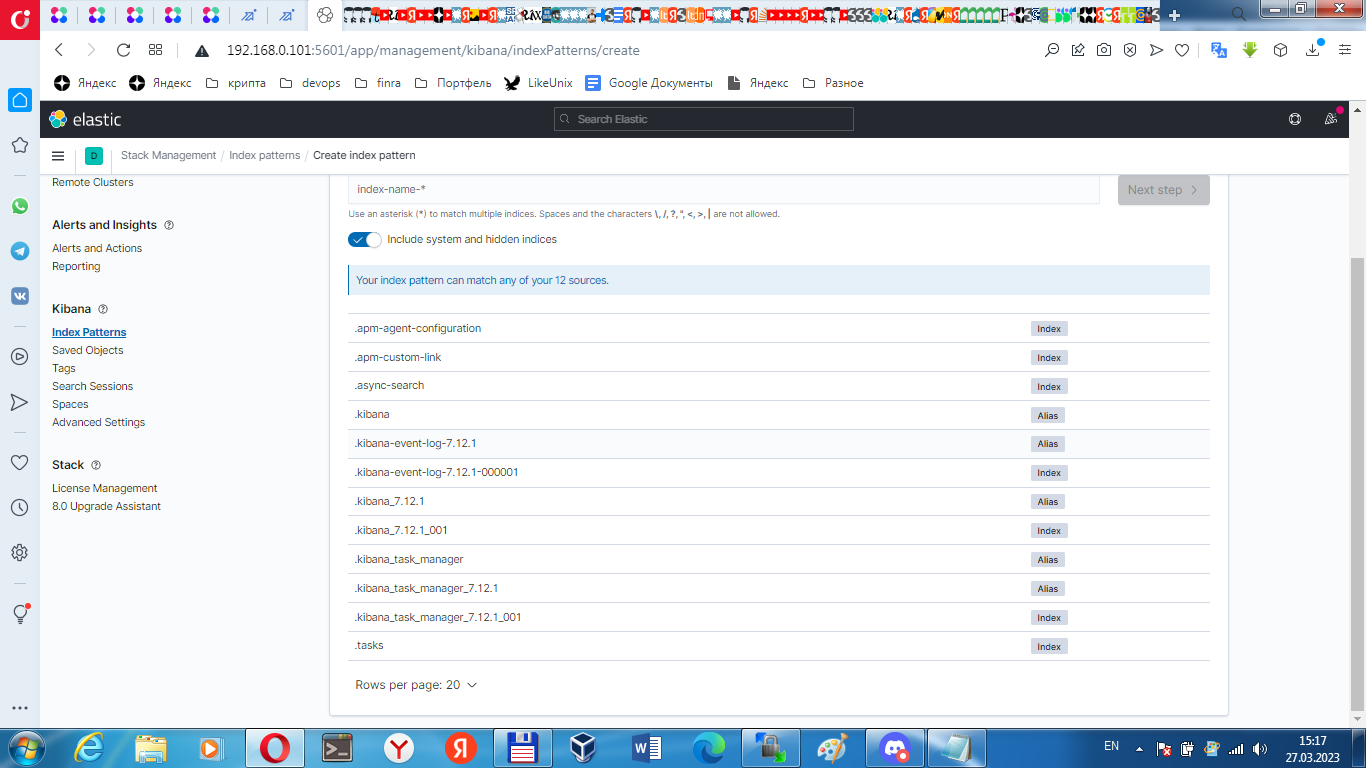 192.168.0.101:5601/app/management/kibana/indexPatterns/create
Яндекс Яндекс крипта devops finra Портфель LikeUnix Google Документы Яндекс Разное
elastic Search Elastic
D Stack Management / Index patterns / Create index pattern
Remote Clusters
Alerts and Insights
Alerts and Actions
Reporting
Kibana
Index Patterns
Saved Objects
Tags
Search Sessions
Spaces
Advanced Settings
Stack
License Management
8.0 Upgrade Assistant
index-name-* Next step
Use an asterisk (*) to match multiple indices. Spaces and the characters \, /, ?, ", <, >, | are not allowed.
Include system and hidden indices
Your index pattern can match any of your 12 sources.
.apm-agent-configuration Index
.apm-custom-link Index
.async-search Index
.kibana Alias
.kibana-event-log-7.12.1 Alias
.kibana-event-log-7.12.1-000001 Index
.kibana_7.12.1 Alias
.kibana_7.12.1_001 Index
.kibana_task_manager Alias
.kibana_task_manager_7.12.1 Alias
.kibana_task_manager_7.12.1_001 Index
.tasks Index
Rows per page: 20
EN 15:17
27.03.2023